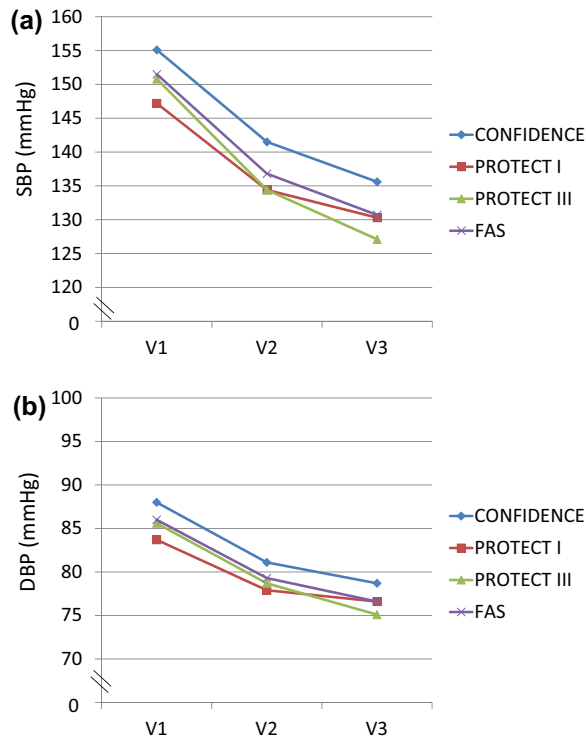 (a)
SBP (mmHg)
160
155
150
145
140
135
130
125
120
0
V1 V2 V3
CONFIDENCE
PROTECT I
PROTECT III
FAS
(b)
DBP (mmHg)
100
95
90
85
80
75
70
0
V1 V2 V3
CONFIDENCE
PROTECT I
PROTECT III
FAS